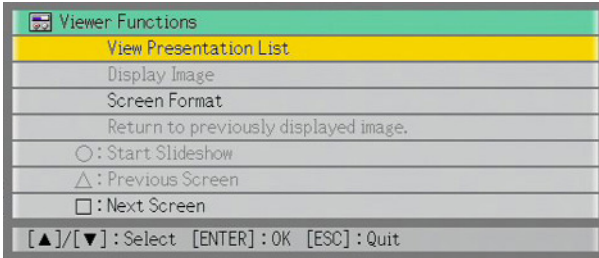 Viewer Functions
View Presentation List
Display Image
Screen Format
Return to previously displayed image.
○:Start Slideshow
△:Previous Screen
□:Next Screen
[▲]/[▼]:Select [ENTER]:OK [ESC]:Quit